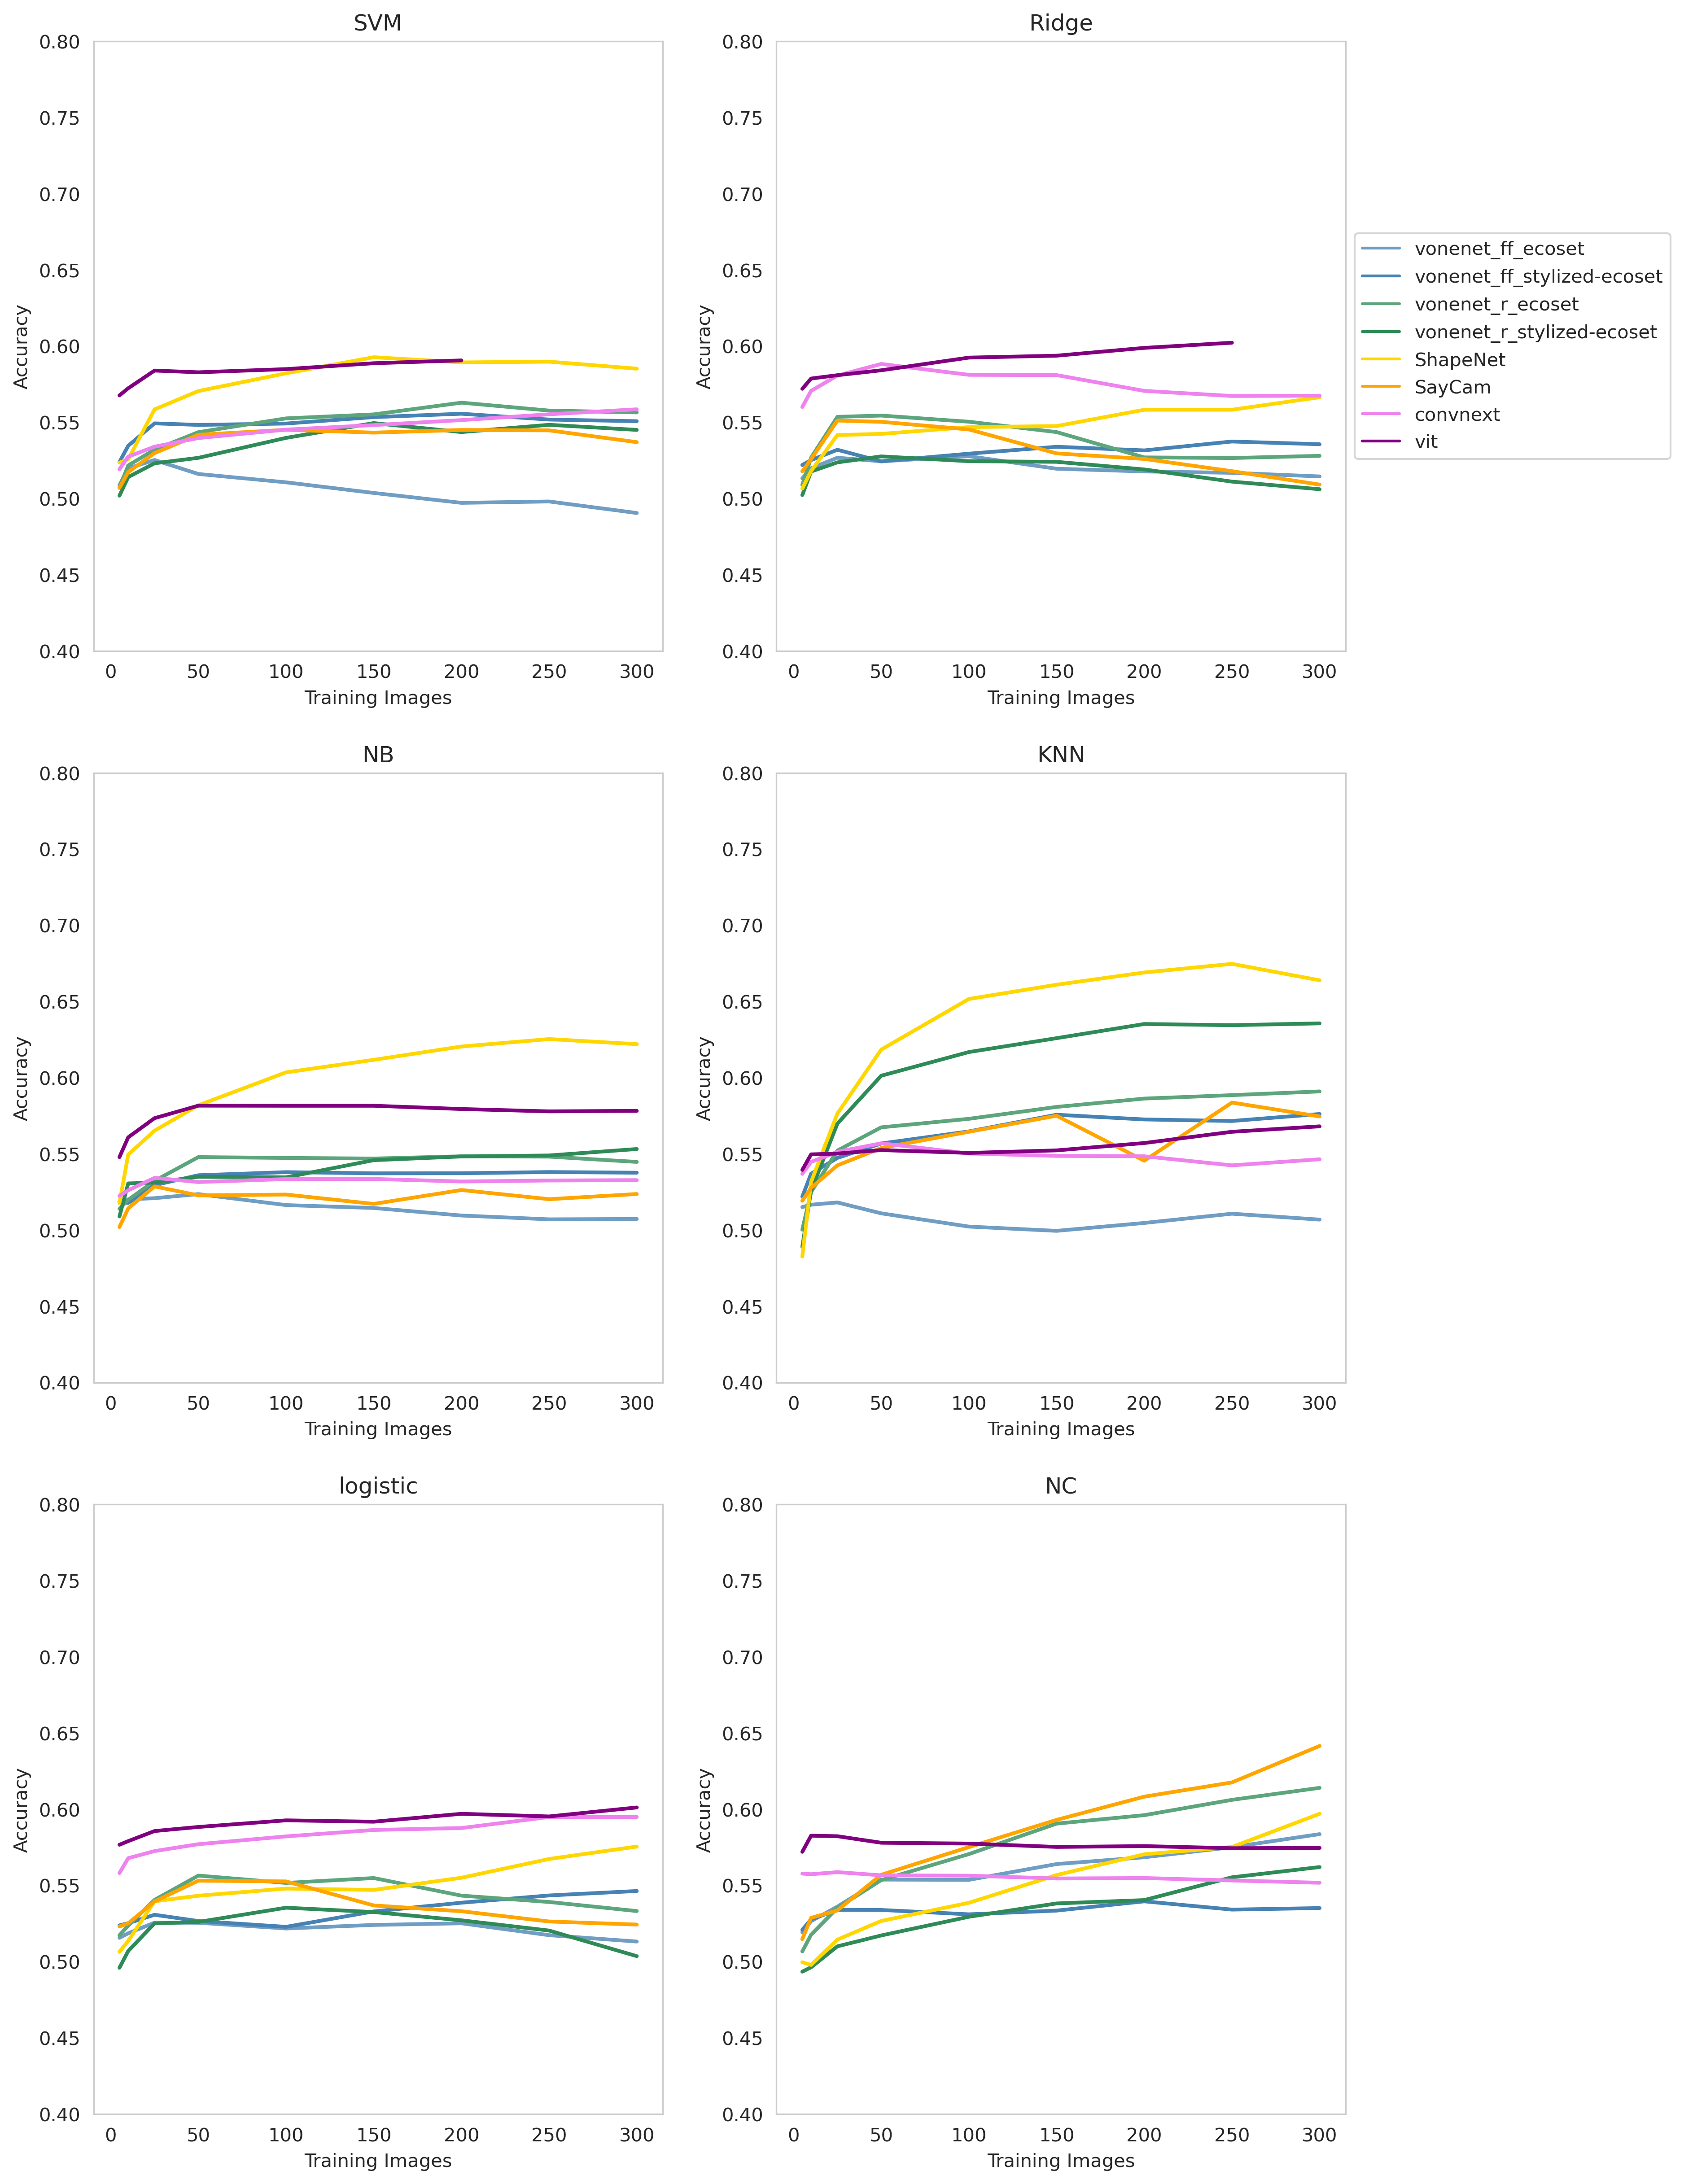 SVM
0.80
0.75
0.70
0.65
0.60
0.55
0.50
0.45
0.40
Accuracy
0 50 100 150 200 250 300
Training Images
Ridge
0.80
0.75
0.70
0.65
0.60
0.55
0.50
0.45
0.40
Accuracy
0 50 100 150 200 250 300
Training Images
vonenet_ff_ecoset
vonenet_ff_stylized-ecoset
vonenet_r_ecoset
vonenet_r_stylized-ecoset
ShapeNet
SayCam
convnext
vit
NB
0.80
0.75
0.70
0.65
0.60
0.55
0.50
0.45
0.40
Accuracy
0 50 100 150 200 250 300
Training Images
KNN
0.80
0.75
0.70
0.65
0.60
0.55
0.50
0.45
0.40
Accuracy
0 50 100 150 200 250 300
Training Images
logistic
0.80
0.75
0.70
0.65
0.60
0.55
0.50
0.45
0.40
Accuracy
0 50 100 150 200 250 300
Training Images
NC
0.80
0.75
0.70
0.65
0.60
0.55
0.50
0.45
0.40
Accuracy
0 50 100 150 200 250 300
Training Images